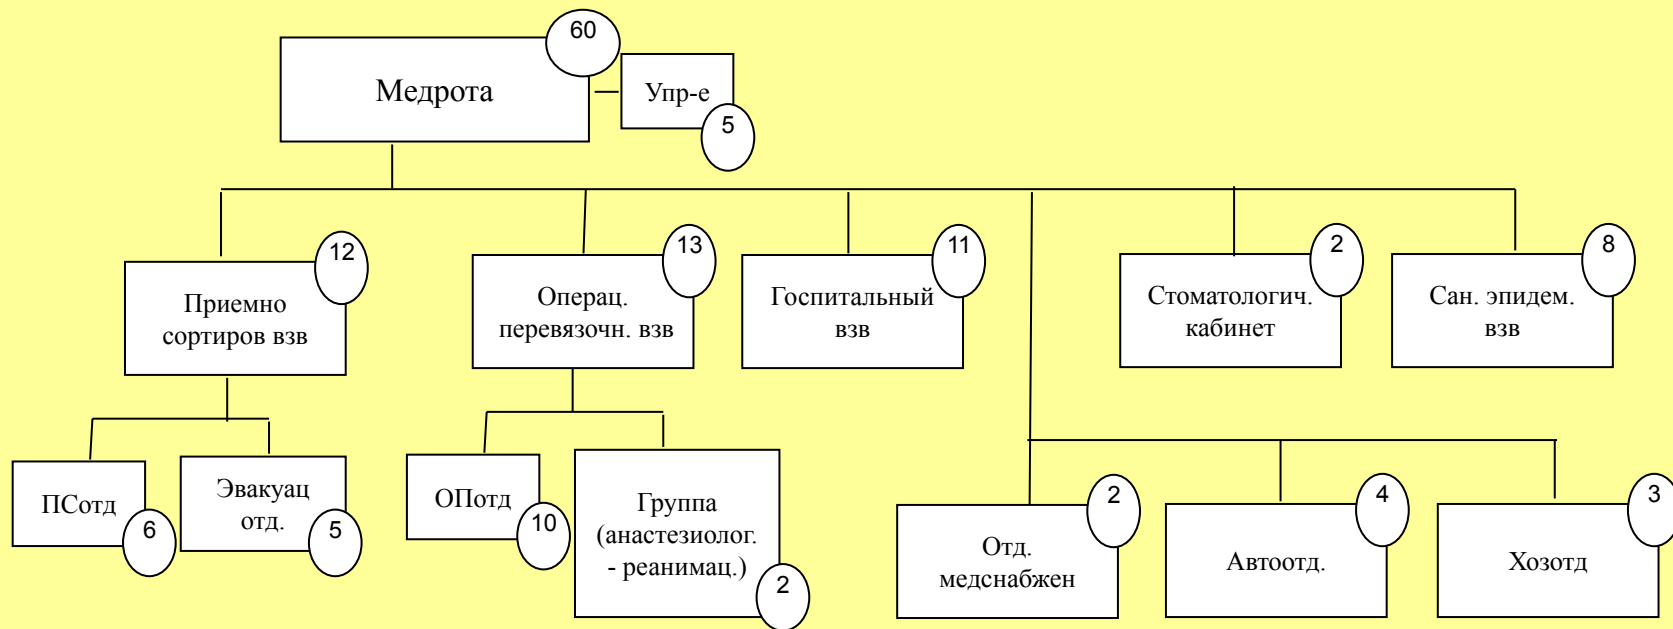 60
Медрота
Упр-е
5
12
Приемно
сортиров взв
13
Операц.
перевязочн. взв
11
Госпитальный
взв
2
Стоматологич.
кабинет
8
Сан. эпидем.
взв
ПСотд
6
Эвакуац
отд.
5
ОПотд
10
Группа
(анастезиолог.
- реанимац.)
2
2
Отд.
медснабжен
4
Автоотд.
3
Хозотд